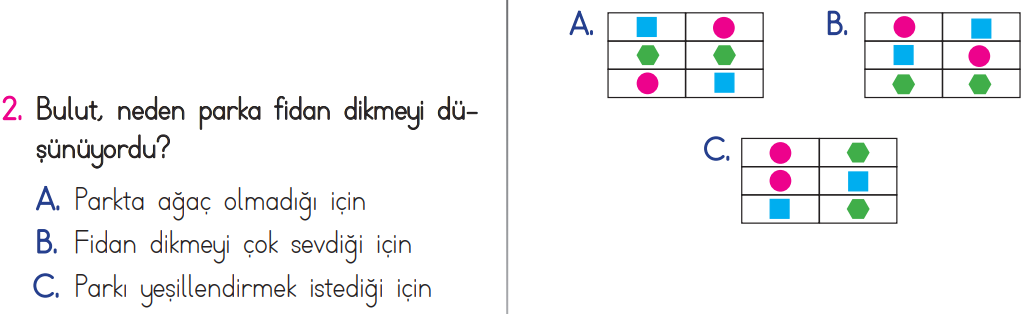 2. Bulut, neden parka fidan dikmeyi dü-
şünüyordu?
A. Parkta ağaç olmadığı için
B. Fidan dikmeyi çok sevdiği için
C. Parkı yeşillendirmek istediği için
A.
B.
C.